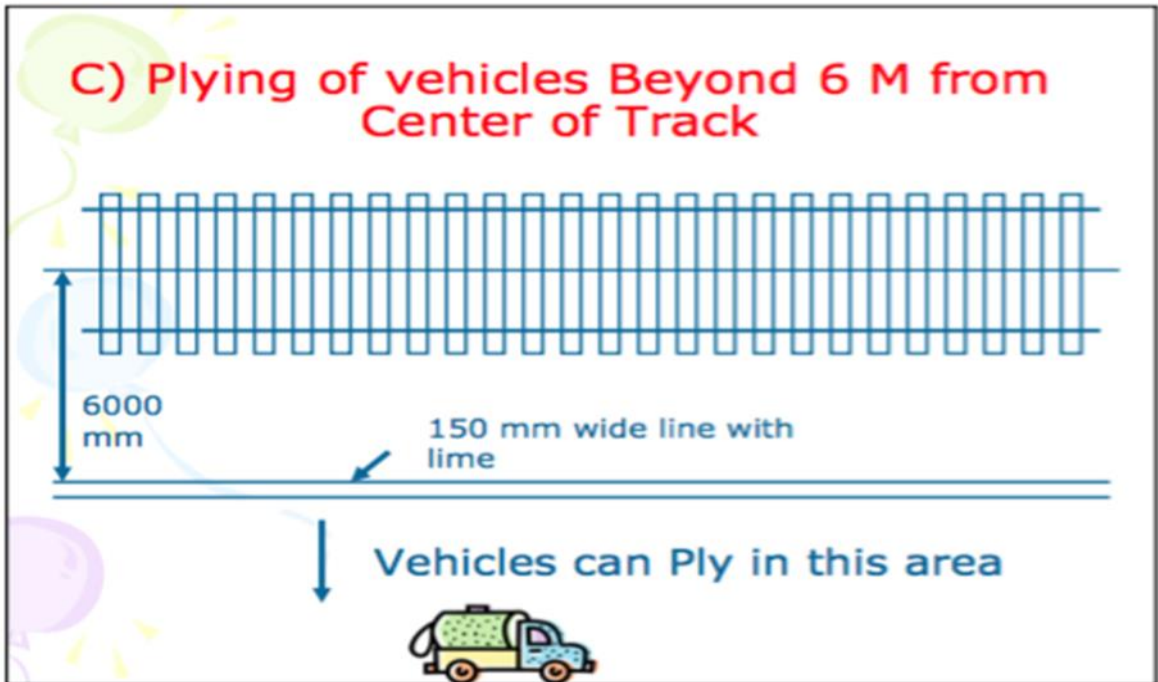 C) Plying of vehicles Beyond 6 M from
Center of Track
6000
mm
150 mm wide line with
lime
Vehicles can Ply in this area